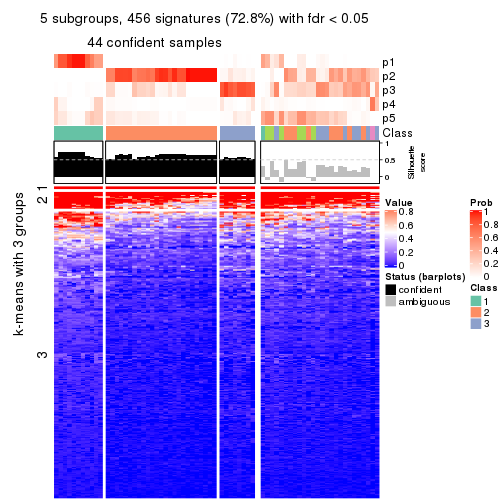 5 subgroups, 456 signatures (72.8%) with fdr < 0.05
44 confident samples
p1
p2
p3
p4
p5
Class
1
0.5
0
Silhouette
score
k-means with 3 groups
1
2
3
Value
0.8
0.6
0.4
0.2
0
Status (barplots)
confident
ambiguous
Prob
1
0.8
0.6
0.4
0.2
0
Class
1
2
3